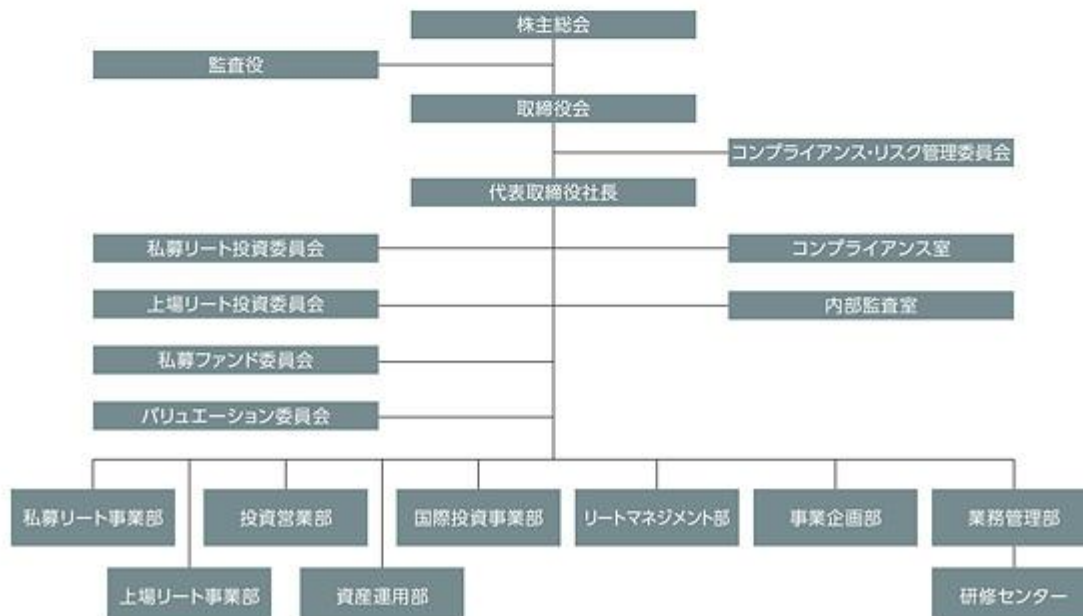 株主総会
監査役
取締役会
コンプライアンス・リスク管理委員会
代表取締役社長
私募リート投資委員会
コンプライアンス室
上場リート投資委員会
内部監査室
私募ファンド委員会
バリュエーション委員会
私募リート事業部
投資営業部
国際投資事業部
リートマネジメント部
事業企画部
業務管理部
上場リート事業部
資産運用部
研修センター